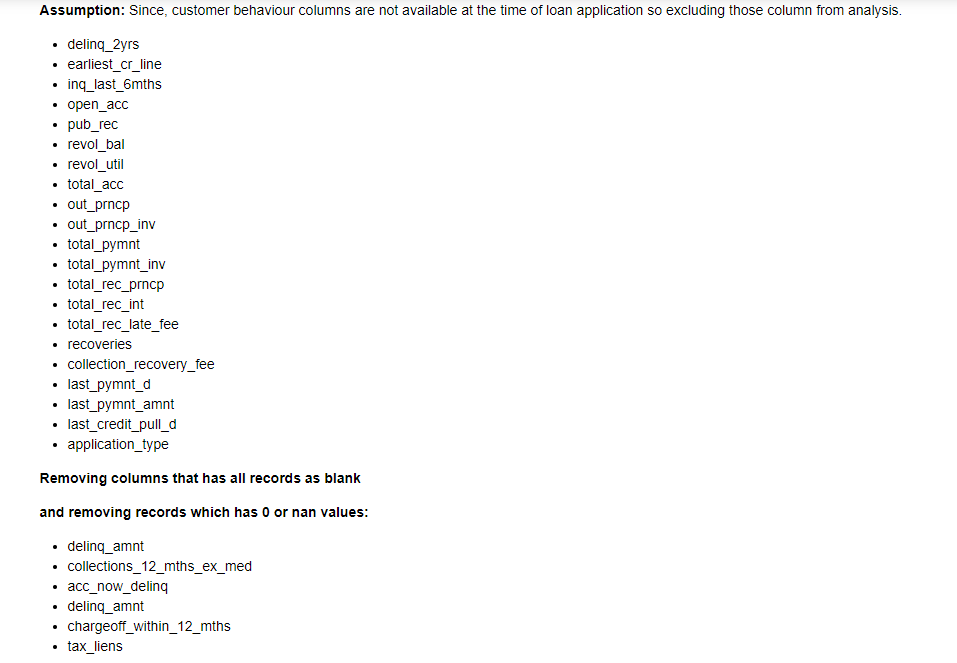 Assumption: Since, customer behaviour columns are not available at the time of loan application so excluding those column from analysis.
• delinq_2yrs
• earliest_cr_line
• inq_last_6mths
• open_acc
• pub_rec
• revol_bal
• revol_util
• total_acc
• out_prncp
• out_prncp_inv
• total_pymnt
• total_pymnt_inv
• total_rec_prncp
• total_rec_int
• total_rec_late_fee
• recoveries
• collection_recovery_fee
• last_pymnt_d
• last_pymnt_amnt
• last_credit_pull_d
• application_type
Removing columns that has all records as blank
and removing records which has 0 or nan values:
• delinq_amnt
• collections_12_mths_ex_med
• acc_now_delinq
• delinq_amnt
• chargeoff_within_12_mths
• tax_liens